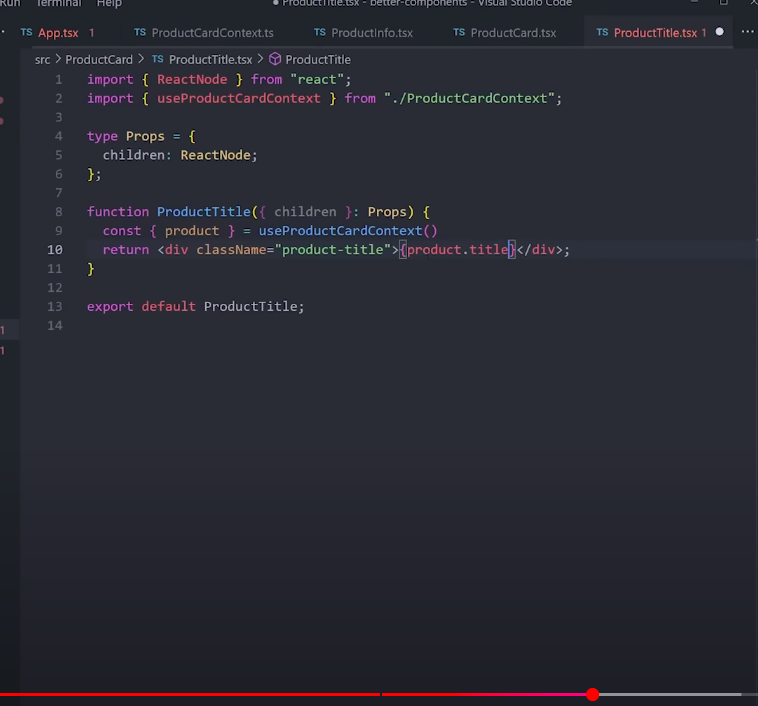 Run Terminal Help ● ProductTitle.tsx - better-components - Visual Studio Code
TS App.tsx 1 TS ProductCardContext.ts TS ProductInfo.tsx TS ProductCard.tsx TS ProductTitle.tsx 1 ● ···
src > ProductCard > TS ProductTitle.tsx > ProductTitle
1 import { ReactNode } from "react";
2 import { useProductCardContext } from "./ProductCardContext";
3
4 type Props = {
5 children: ReactNode;
6 };
7
8 function ProductTitle({ children }: Props) {
9 const { product } = useProductCardContext()
10 return <div className="product-title">{product.title}</div>;
11 }
12
13 export default ProductTitle;
14
1
1